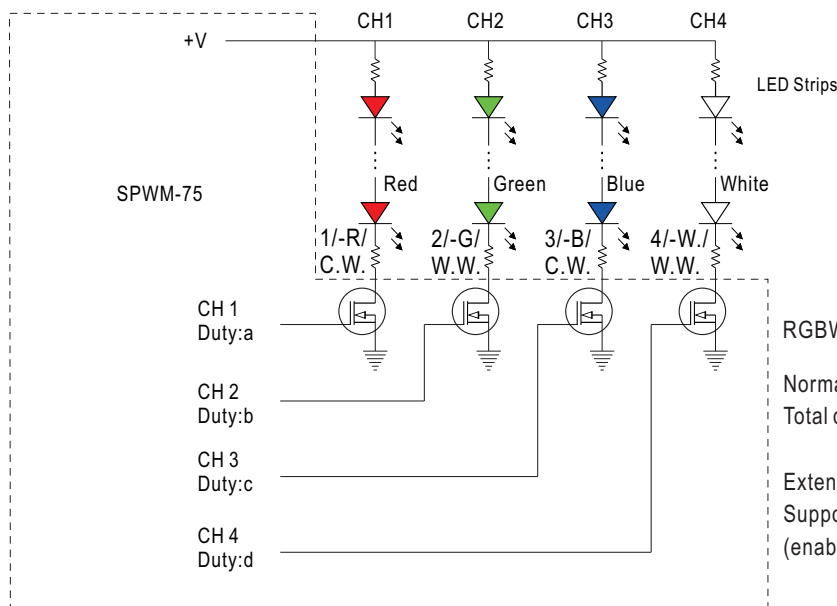 CH1 CH2 CH3 CH4
+V
LED Strips
SPWM-75
Red Green Blue White
1/-R/ 2/-G/ 3/-B/ 4/-W./
C.W. W.W. C.W. W.W.
CH 1
Duty:a
CH 2
Duty:b
CH 3
Duty:c
CH 4
Duty:d
Total